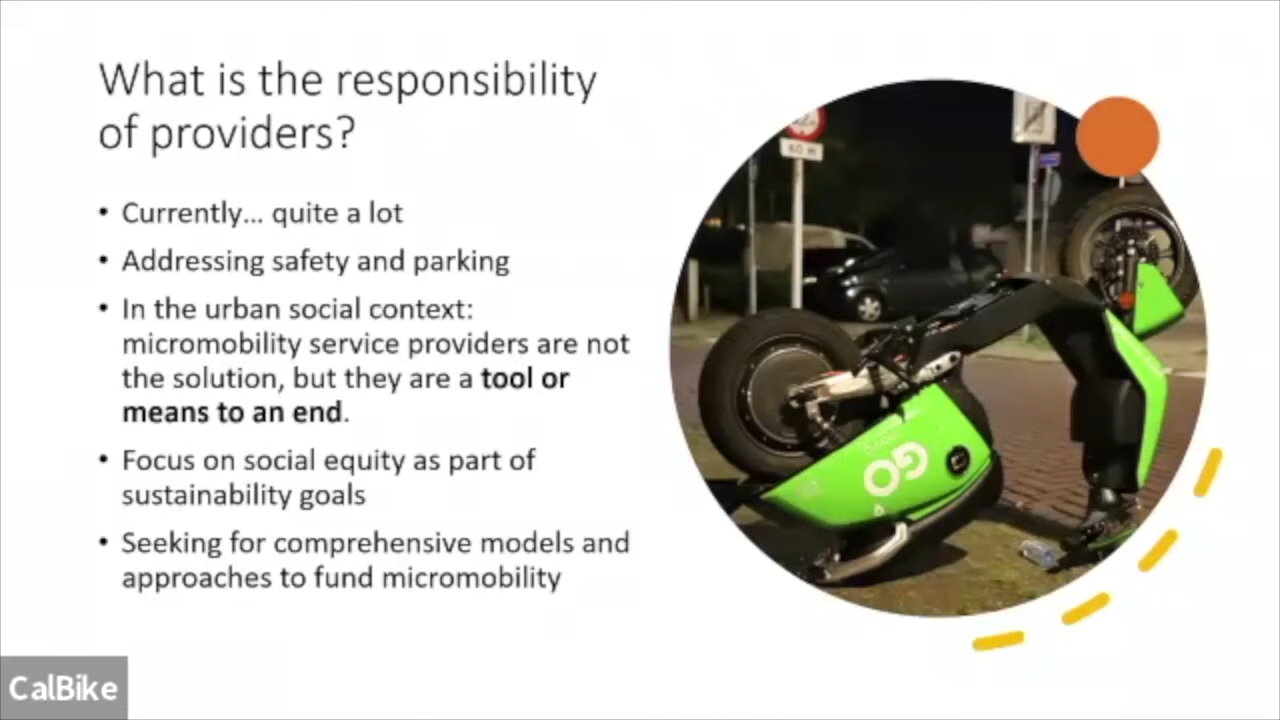 What is the responsibility
of providers?
• Currently... quite a lot
• Addressing safety and parking
• In the urban social context:
micromobility service providers are not
the solution, but they are a tool or
means to an end.
• Focus on social equity as part of
sustainability goals
• Seeking for comprehensive models and
approaches to fund micromobility
GO
CalBike